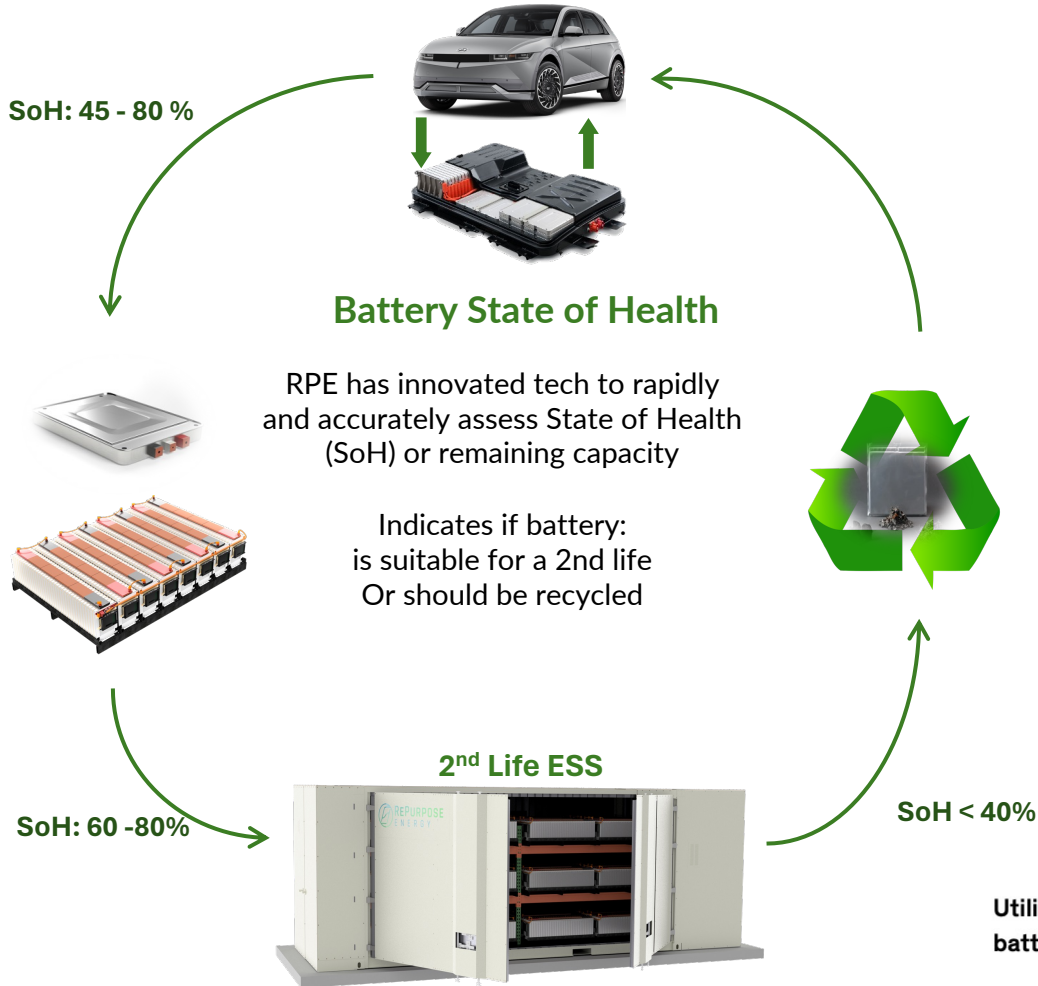 SoH: 45 - 80 %
Battery State of Health
RPE has innovated tech to rapidly
and accurately assess State of Health
(SoH) or remaining capacity
Indicates if battery:
is suitable for a 2nd life
Or should be recycled
2nd Life ESS
REPURPOSE
ENERGY
SoH: 60 -80%
SoH < 40%
Utili
batt